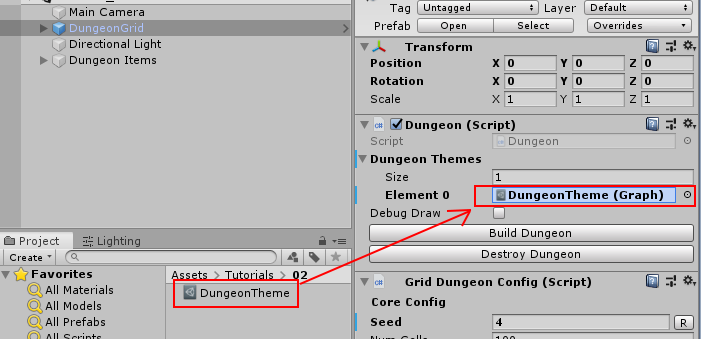 Main Camera
DungeonGrid
Directional Light
Dungeon Items
Project
Lighting
Create
Favorites
All Materials
All Models
All Prefabs
All Scripts
Assets > Tutorials > 02
DungeonTheme
Tag Untagged Layer Default
Prefab Open Select Overrides
Transform
Position X 0 Y 0 Z 0
Rotation X 0 Y 0 Z 0
Scale X 1 Y 1 Z 1
Dungeon (Script)
Script Dungeon
Dungeon Themes
Size 1
Element 0 DungeonTheme (Graph)
Debug Draw
Build Dungeon
Destroy Dungeon
Grid Dungeon Config (Script)
Core Config
Seed 4 R
Num Cells 100